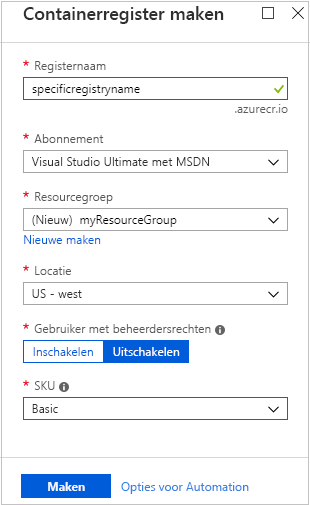 Containerregister maken
* Registernaam
specificregistryname
.azurecr.io
* Abonnement
Visual Studio Ultimate met MSDN
* Resourcegroep
(Nieuw) myResourceGroup
Nieuwe maken
* Locatie
US - west
* Gebruiker met beheerdersrechten
Inschakelen Uitschakelen
* SKU
Basic
Maken Opties voor Automation